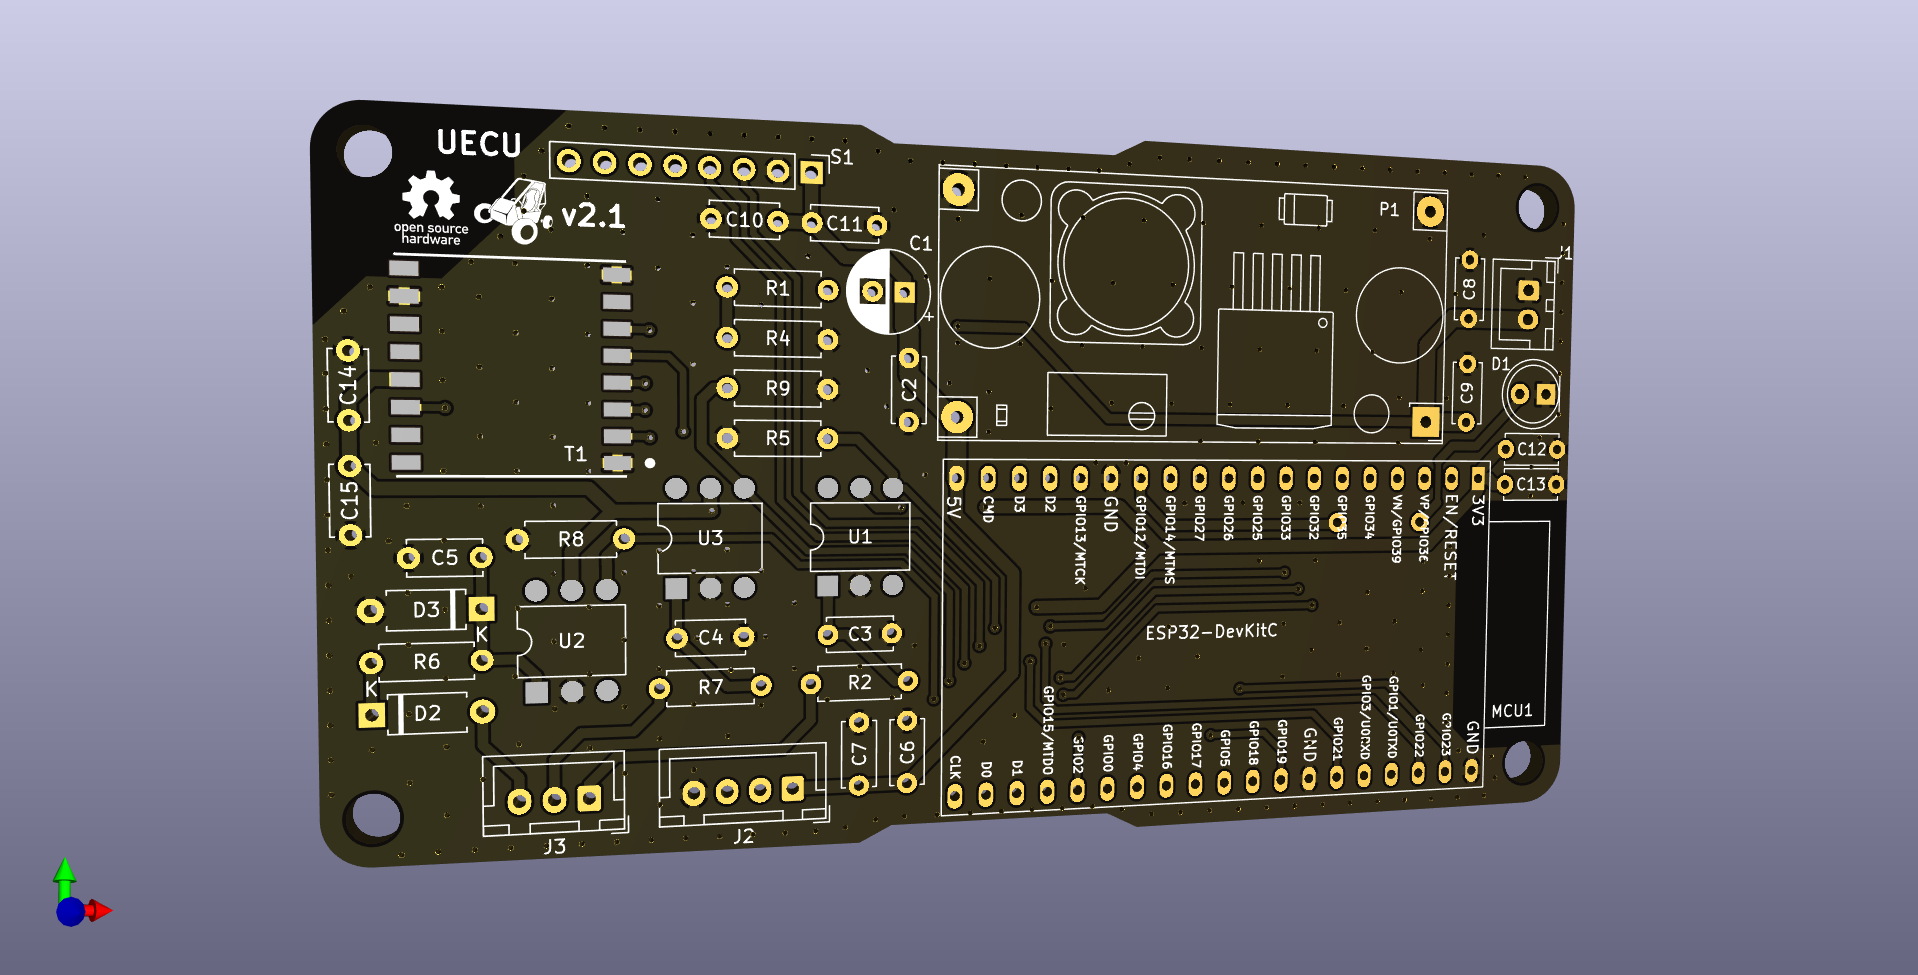 UECU
open source
hardware
v2.1
S1
C10
C11
C1
+
R1
R4
R9
R5
C2
P1
J1
C8
D1
C9
C12
C13
T1
C14
C15
5V
CMD
D3
D2
GPIO13/MTCK
GND
GPIO12/MTDI
GPIO14/MTMS
GPIO27
GPIO26
GPIO25
GPIO33
GPIO32
GPIO34
VN/GPIO39
EN/RESET
3V3
R8
U3
U1
C5
D3
K
U2
C4
C3
R6
K
R7
R2
D2
C7
C6
J3
J2
ESP32-DevKitC
MCU1
CLK
D0
D1
GPIO15/MTDO
GPIO2
GPIO0
GPIO4
GPIO16
GPIO17
GPIO5
GPIO18
GPIO19
GND
GPIO21
GPIO3/U0RXD
GPIO1/U0TXD
GPIO22
GPIO23
GND